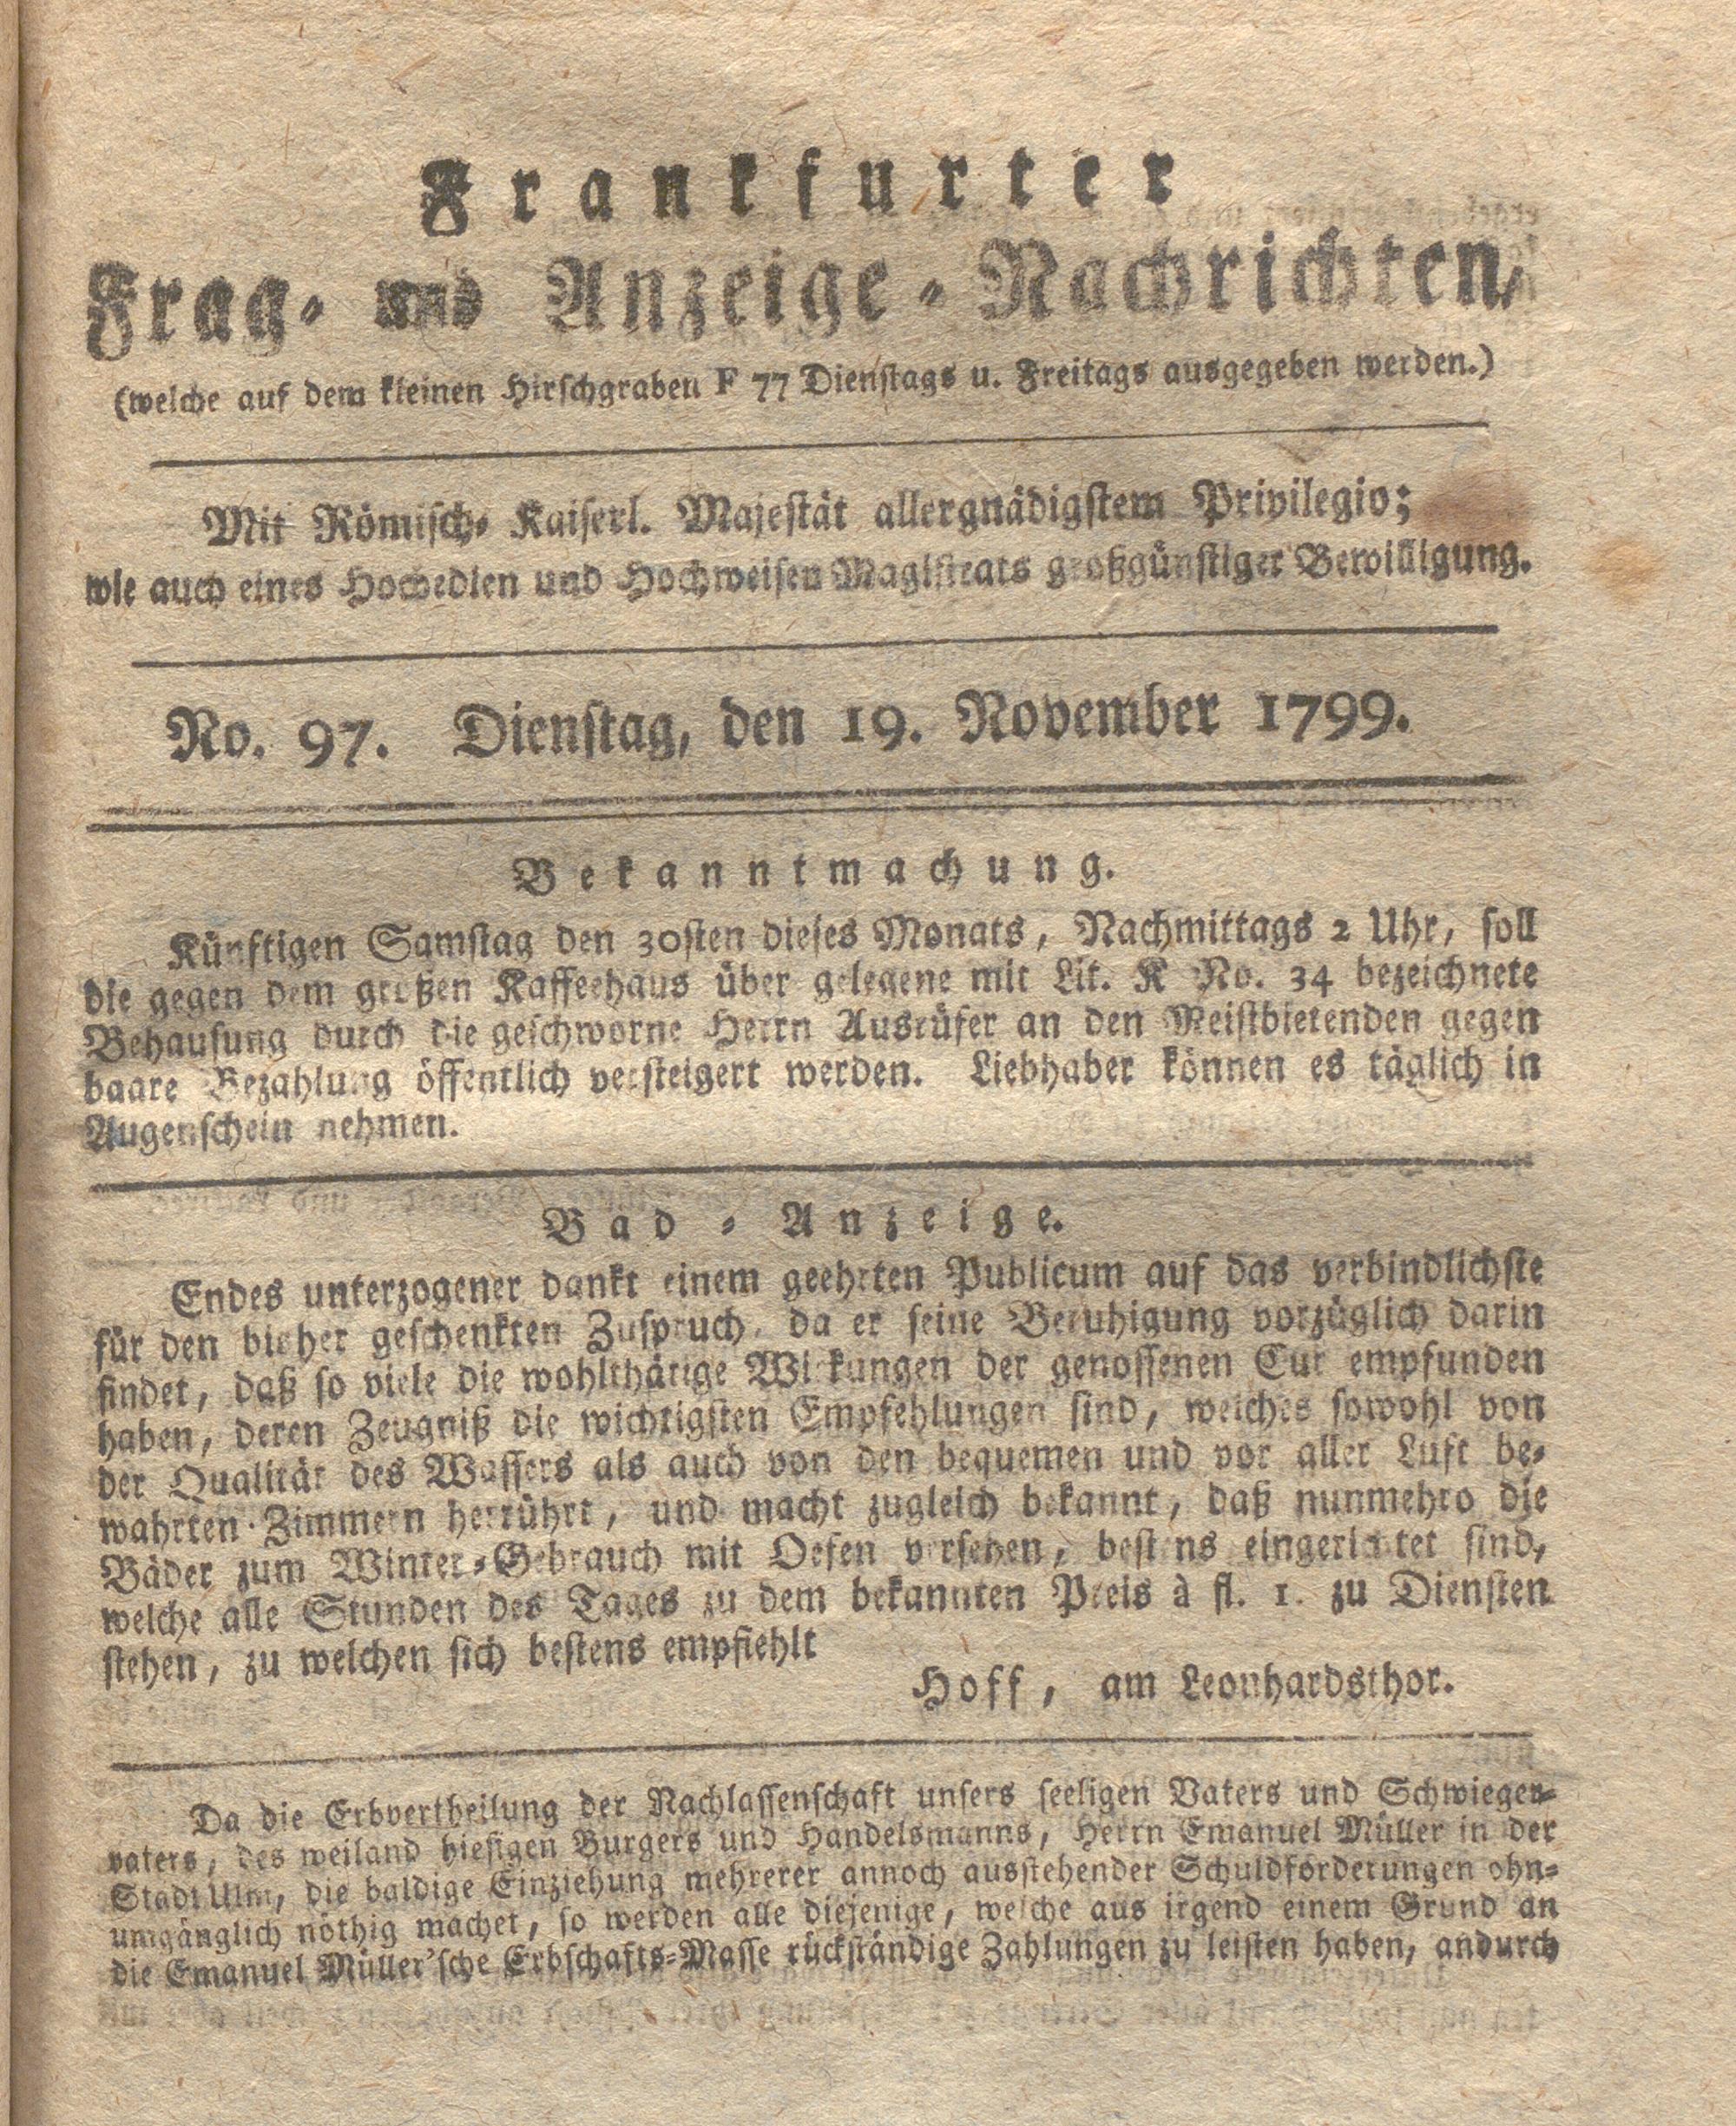 Frankfurter
Frag- und Anzeige-Nachrichten,
(welche auf dem kleinen Hirschgraben F 77 Dienstags u. Freitags ausgegeben werden.)
Mit Römisch- Kaiserl. Majestät allergnädigstem Privilegio;
wie auch eines Hochedlen und Hochweisen Magistrats großgünstiger Bewilligung.
No. 97. Dienstag, den 19. November 1799.
Bekanntmachung.
Künftigen Samstag den 30sten dieses Monats, Nachmittags 2 Uhr, soll
die gegen dem großen Kaffeehaus über gelegene mit Lit. K No. 34 bezeichnete
Behausung durch die geschworne Herrn Ausrüfer an den Meistbietenden gegen
baare Bezahlung öffentlich versteigert werden. Liebhaber können es täglich in
Augenschein nehmen.
Bad-Anzeige.
Endes unterzogener dankt einem geehrten Publicum auf das verbindlichste
für den bisher geschenkten Zuspruch, da er seine Beruhigung vorzüglich darin
findet, daß so viele die wohlthätige Wirkungen der genossenen Cur empfunden
haben, deren Zeugniß die wichtigsten Empfehlungen sind, welches sowohl von
der Qualität des Wassers als auch von den bequemen und vor aller Luft be-
wahrten Zimmern herrührt, und macht zugleich bekannt, daß nunmehro die
Bäder zum Winter-Gebrauch mit Oefen versehen, bestens eingerichtet sind,
welche alle Stunden des Tages zu dem bekannten Preis à fl. 1. zu Diensten
stehen, zu welchen sich bestens empfiehlt
Hoff, am Leonhardsthor.
Da die Erbvertheilung der Nachlassenschaft unsers seeligen Vaters und Schwieger-
vaters, des weiland hiesigen Burgers und Handelsmanns, Herrn Emanuel Müller in der
Stadt Ulm, die baldige Einziehung mehrerer annoch ausstehender Schuldforderungen ohn-
umgänglich nöthig machet, so werden alle diejenige, welche aus irgend einem Grund an
die Emanuel Müller'sche Erbschafts-Masse rückständige Zahlungen zu leisten haben, andurch